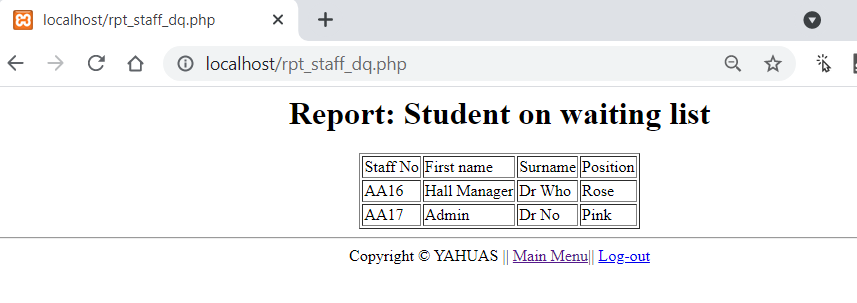 localhost/rpt_staff_dq.php
localhost/rpt_staff_dq.php
Report: Student on waiting list
Staff No First name Surname Position
AA16 Hall Manager Dr Who Rose
AA17 Admin Dr No Pink
Copyright © YAHUAS || Main Menu|| Log-out